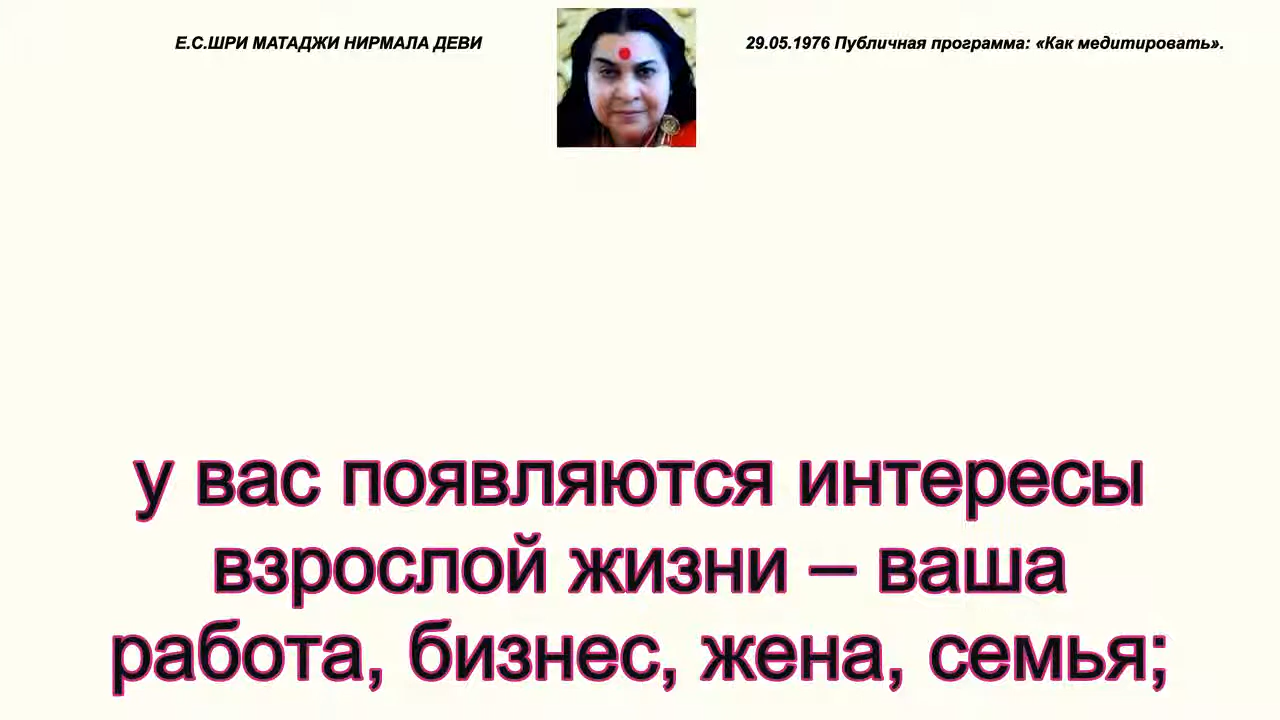 Е.С.ШРИ МАТАДЖИ НИРМАЛА ДЕВИ
29.05.1976 Публичная программа: «Как медитировать».
у вас появляются интересы
взрослой жизни – ваша
работа, бизнес, жена, семья;